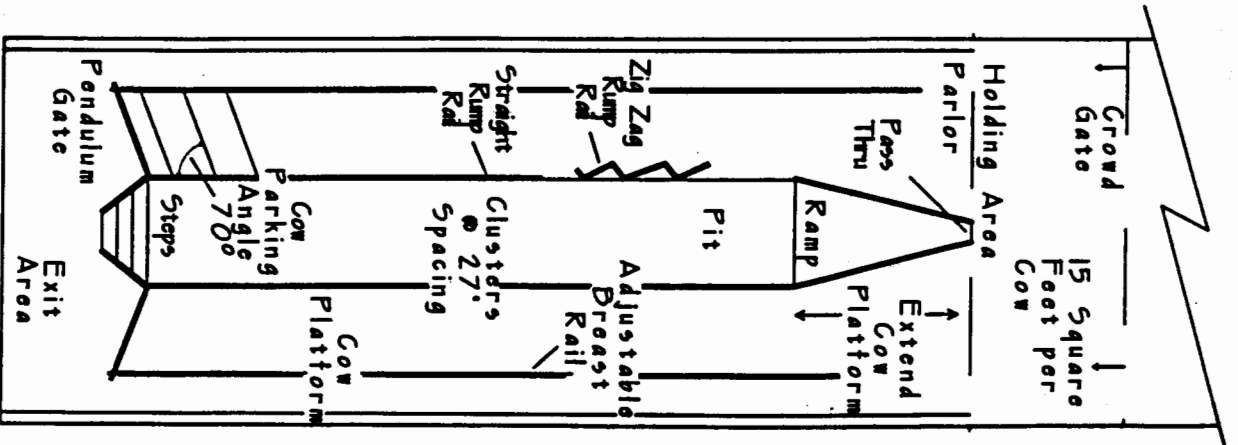 Crowd
Gate
15 Square
Feet per
Cow
Holding Area
Parlor
Pass
Thru
Extend
Cow
Platform
Ramp
Pit
Zig Zag
Rump
Rail
Adjustable
Breast
Rail
Straight
Rump
Rail
Clusters
@ 27"
Spacing
Cow
Platform
Cow
Parking
Angle
70°
Steps
Pendulum
Gate
Exit
Area